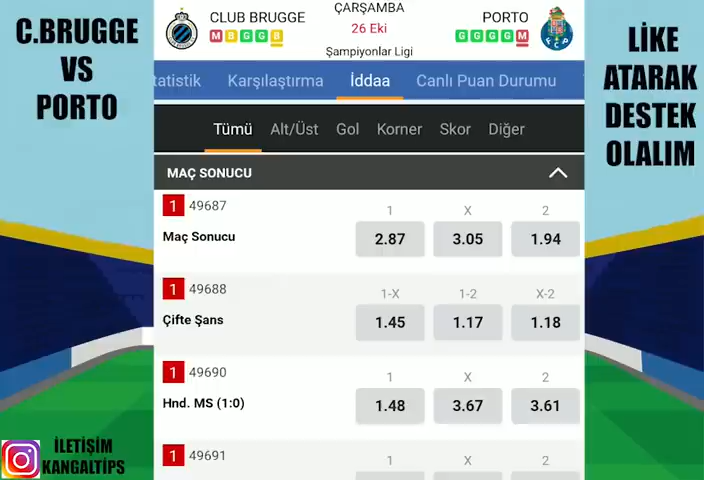 C.BRUGGE
VS
PORTO
CLUB BRUGGE
M B G G B
ÇARŞAMBA
26 Eki
Şampiyonlar Ligi
PORTO
G G G G M
FCP
LİKE
ATARAK
DESTEK
OLALIM
tatistik Karşılaştırma İddaa Canlı Puan Durumu
Tümü Alt/Üst Gol Korner Skor Diğer
MAÇ SONUCU
1 49687
1 X 2
Maç Sonucu 2.87 3.05 1.94
1 49688
1-X 1-2 X-2
Çifte Şans 1.45 1.17 1.18
1 49690
1 X 2
Hnd. MS (1:0) 1.48 3.67 3.61
1 49691
1 X 2
İLETİŞİM
KANGALTİPS